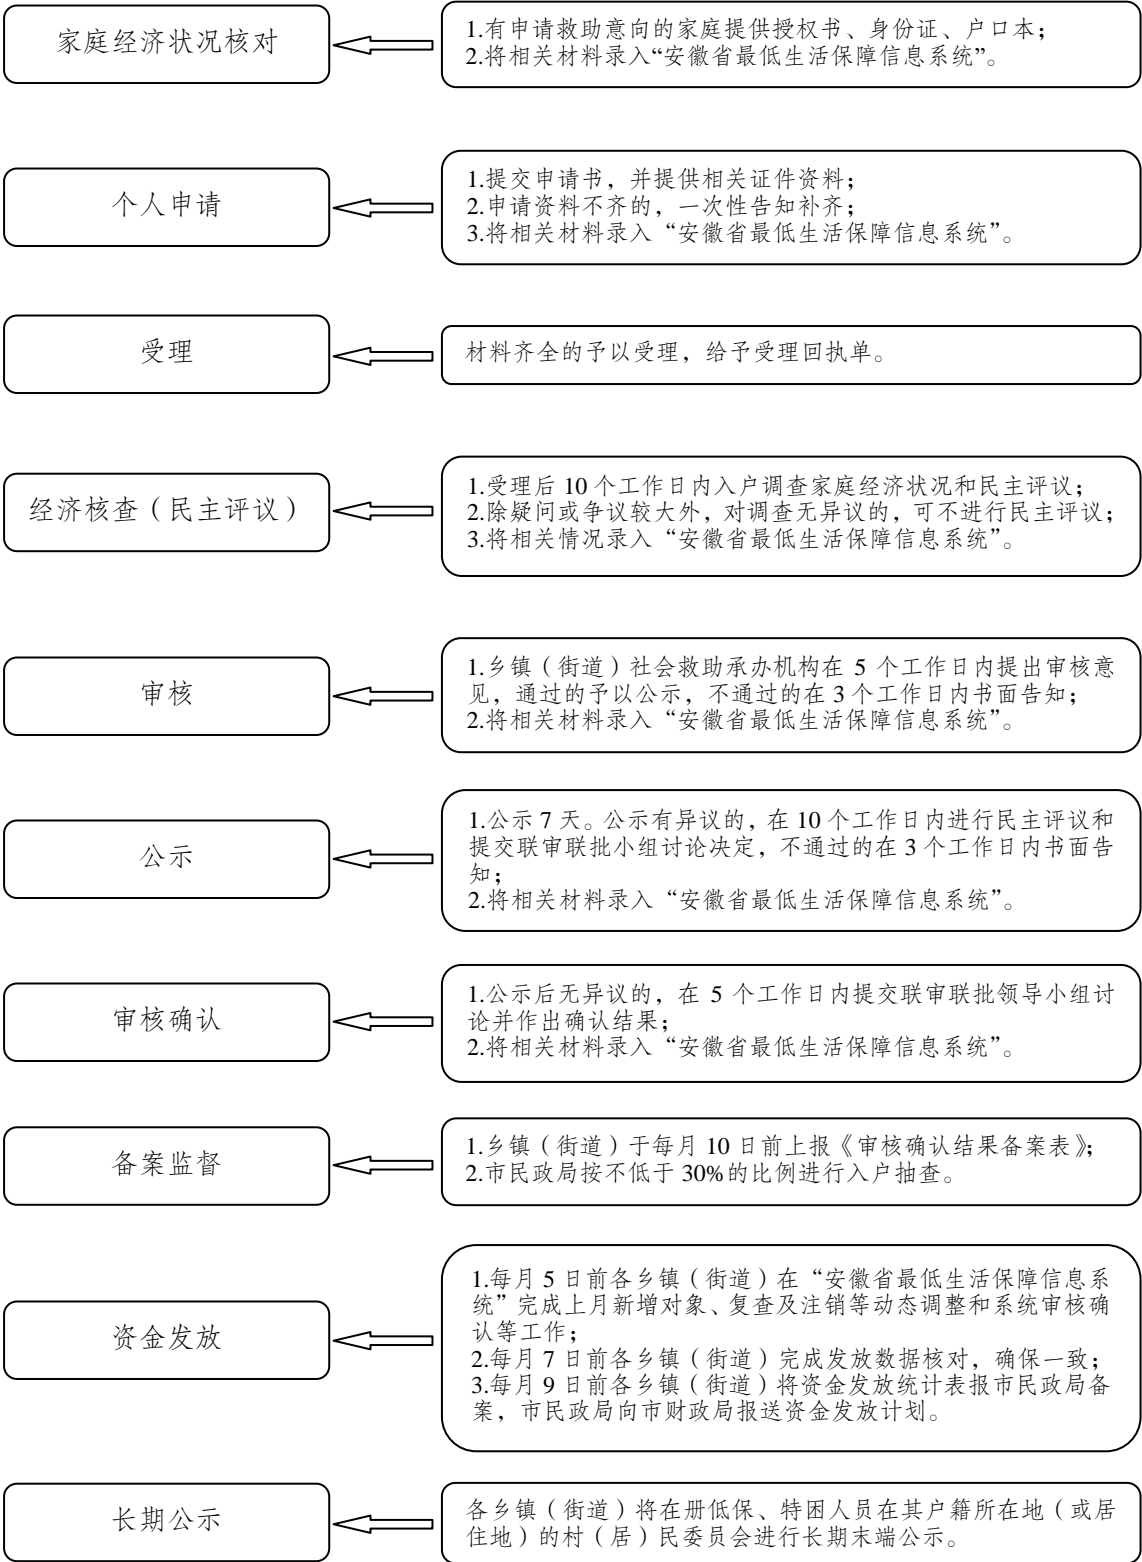 家庭经济状况核对
1.有申请救助意向的家庭提供授权书、身份证、户口本；
2.将相关材料录入“安徽省最低生活保障信息系统”。
个人申请
1.提交申请书，并提供相关证件资料；
2.申请资料不齐的，一次性告知补齐；
3.将相关材料录入“安徽省最低生活保障信息系统”。
受理
材料齐全的予以受理，给予受理回执单。
经济核查（民主评议）
1.受理后 10 个工作日内入户调查家庭经济状况和民主评议；
2.除疑问或争议较大外，对调查无异议的，可不进行民主评议；
3.将相关情况录入“安徽省最低生活保障信息系统”。
审核
1.乡镇（街道）社会救助承办机构在 5 个工作日内提出审核意
见，通过的予以公示，不通过的在 3 个工作日内书面告知；
2.将相关材料录入“安徽省最低生活保障信息系统”。
公示
1.公示 7 天。公示有异议的，在 10 个工作日内进行民主评议和
提交联审联批小组讨论决定，不通过的在 3 个工作日内书面告
知；
2.将相关材料录入“安徽省最低生活保障信息系统”。
审核确认
1.公示后无异议的，在 5 个工作日内提交联审联批领导小组讨
论并作出确认结果；
2.将相关材料录入“安徽省最低生活保障信息系统”。
备案监督
1.乡镇（街道）于每月 10 日前上报《审核确认结果备案表》；
2.市民政局按不低于 30%的比例进行入户抽查。
资金发放
1.每月 5 日前各乡镇（街道）在“安徽省最低生活保障信息系
统”完成上月新增对象、复查及注销等动态调整和系统审核确
认等工作；
2.每月 7 日前各乡镇（街道）完成发放数据核对，确保一致；
3.每月 9 日前各乡镇（街道）将资金发放统计表报市民政局备
案，市民政局向市财政局报送资金发放计划。
长期公示
各乡镇（街道）将在册低保、特困人员在其户籍所在地（或居
住地）的村（居）民委员会进行长期末端公示。